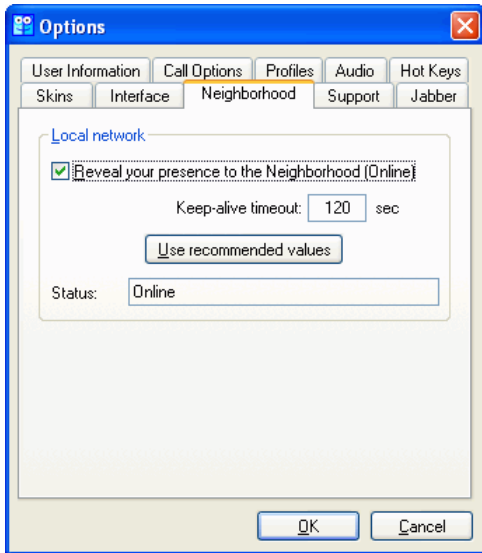 Options
User Information Call Options Profiles Audio Hot Keys
Skins Interface Neighborhood Support Jabber
Local network
Reveal your presence to the Neighborhood (Online)
Keep-alive timeout: 120 sec
Use recommended values
Status: Online
OK Cancel